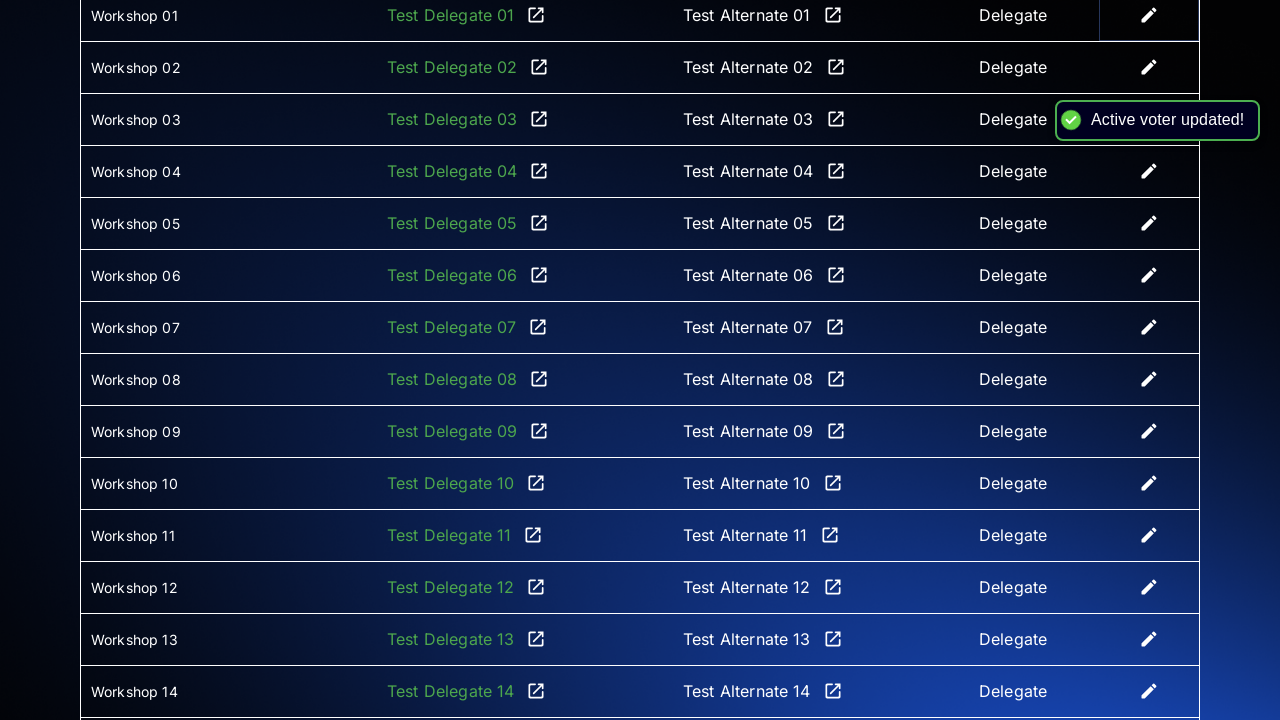 Workshop 01 Test Delegate 01 Test Alternate 01 Delegate
Workshop 02 Test Delegate 02 Test Alternate 02 Delegate
Workshop 03 Test Delegate 03 Test Alternate 03 Delegate
Active voter updated!
Workshop 04 Test Delegate 04 Test Alternate 04 Delegate
Workshop 05 Test Delegate 05 Test Alternate 05 Delegate
Workshop 06 Test Delegate 06 Test Alternate 06 Delegate
Workshop 07 Test Delegate 07 Test Alternate 07 Delegate
Workshop 08 Test Delegate 08 Test Alternate 08 Delegate
Workshop 09 Test Delegate 09 Test Alternate 09 Delegate
Workshop 10 Test Delegate 10 Test Alternate 10 Delegate
Workshop 11 Test Delegate 11 Test Alternate 11 Delegate
Workshop 12 Test Delegate 12 Test Alternate 12 Delegate
Workshop 13 Test Delegate 13 Test Alternate 13 Delegate
Workshop 14 Test Delegate 14 Test Alternate 14 Delegate